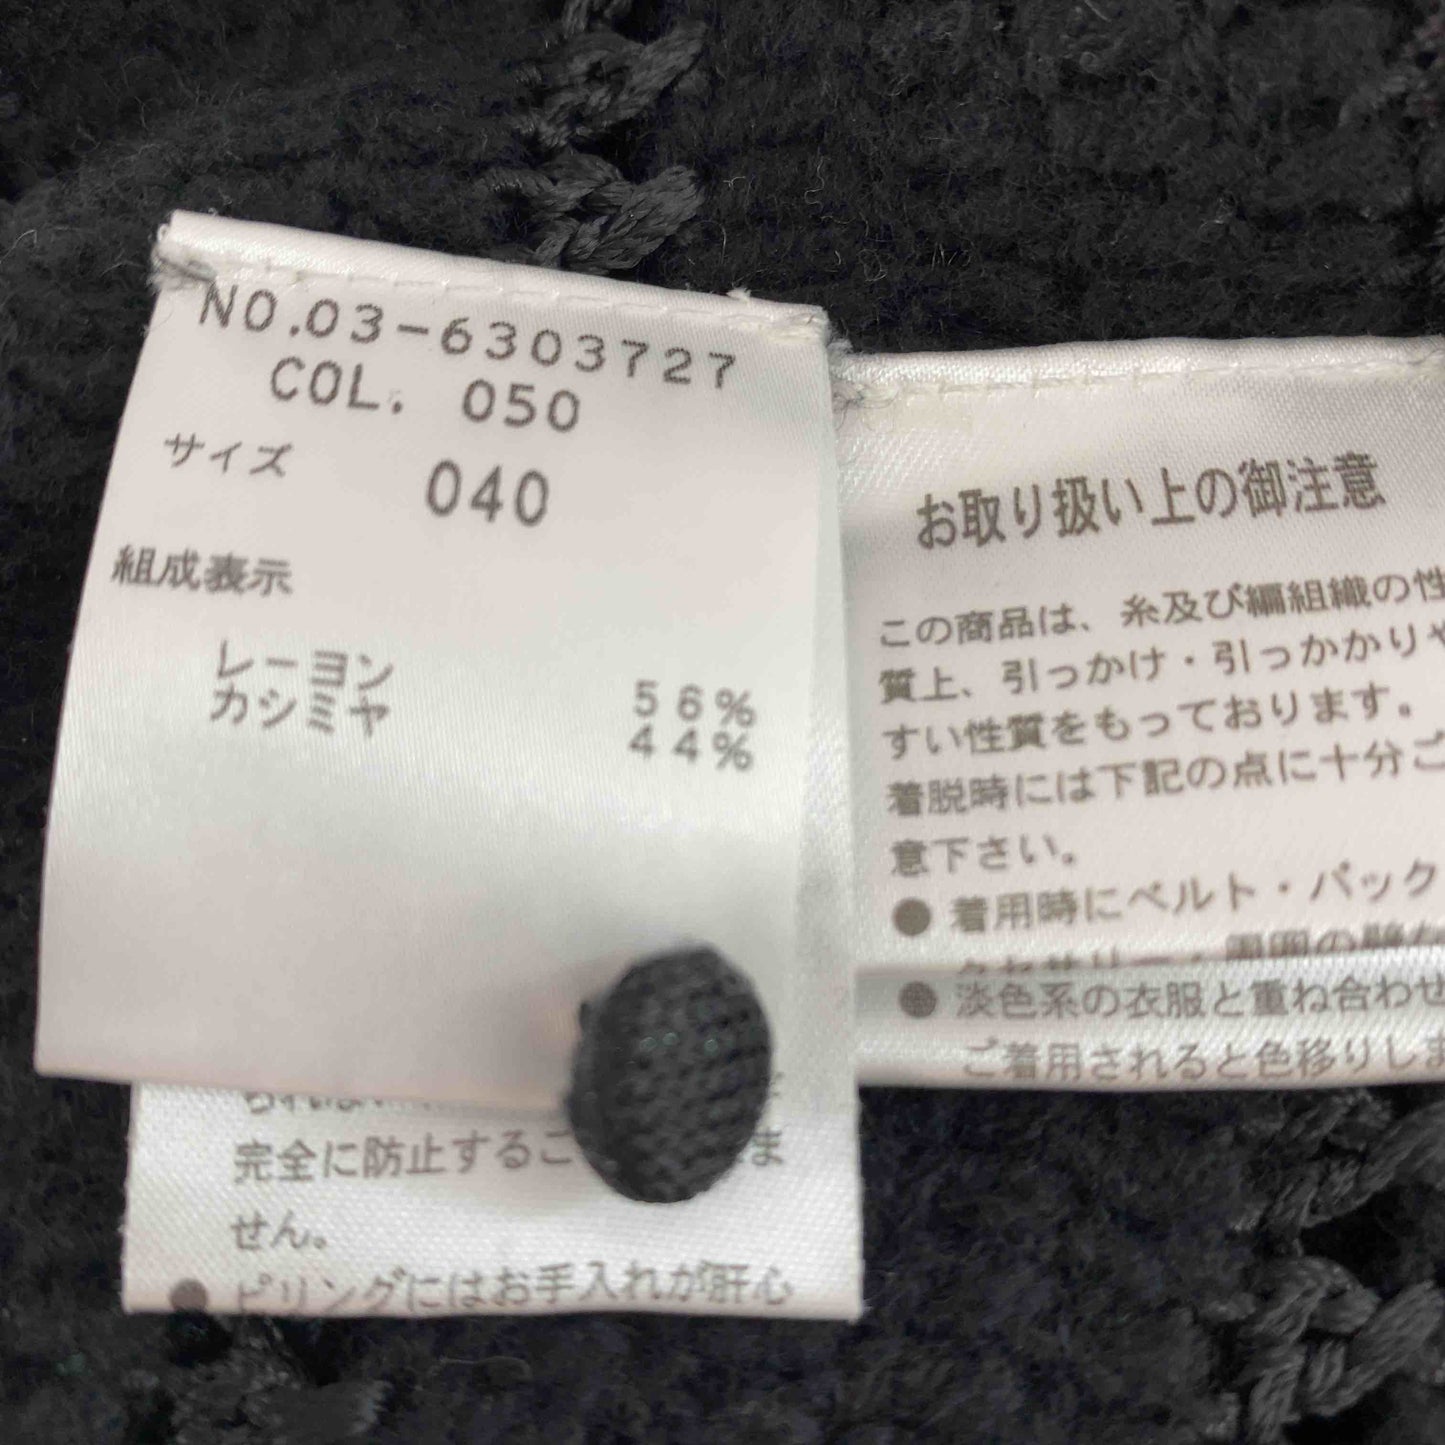 NO.03-6303727
COL. 050
サイズ 040
組成表示
レーヨン 56%
カシミヤ 44%
完全に防止するこ ま
せん。
● ピリングにはお手入れが肝心
お取り扱い上の御注意
この商品は、糸及び編組織の性
質上、引っかけ・引っかかりや
すい性質をもっております。
着脱時には下記の点に十分ご
意下さい。
● 着用時にベルト・バック
● 淡色系の衣服と重ね合わせ
ご着用されると色移りしま